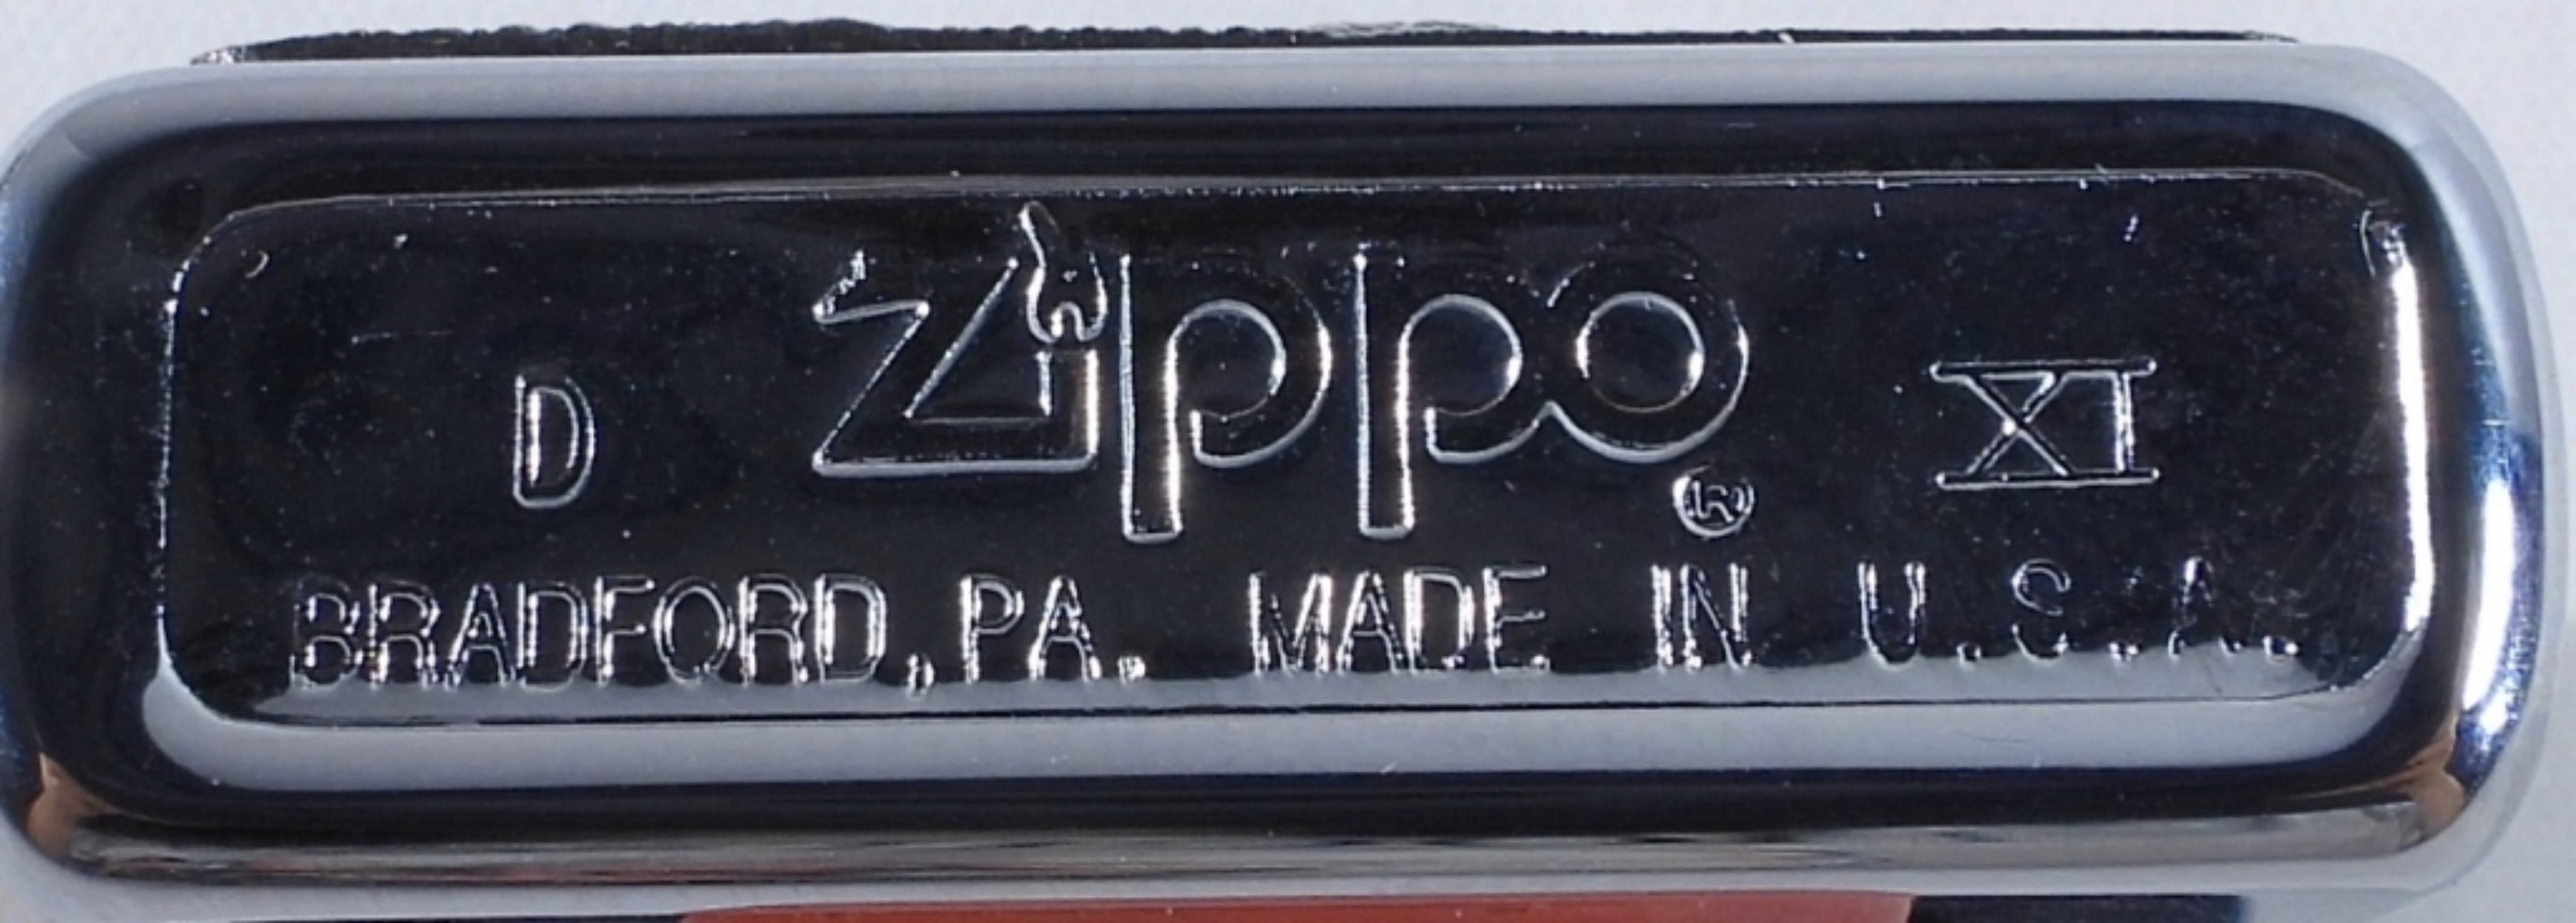 D Zippo® XI
BRADFORD, PA. MADE IN U.S.A.